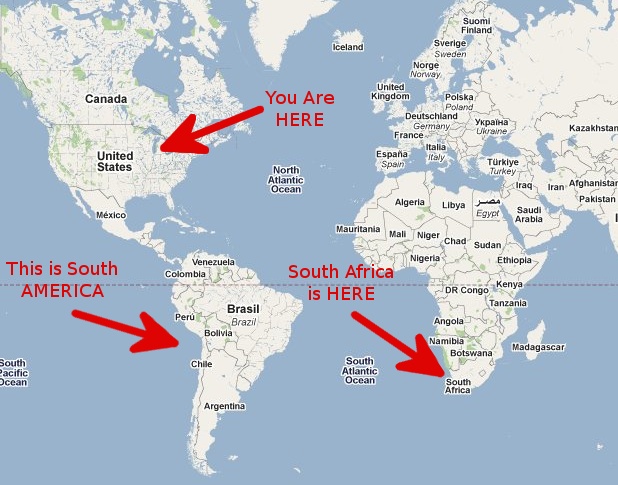 Iceland
Suomi
Finland
Sverige
Sweden
Norge
Norway
Canada
You Are
HERE
United
Kingdom
Polska
Poland
Deutschland
Germany
Україна
Ukraine
Kazakhstan
France
United
States
Italia
Italy
España
Spain
Türkiye
Turkey
North
Atlantic
Ocean
Iraq
Iran
Afghanistan
Pakistan
Algeria
Libya
مصر
Egypt
Saudi
Arabia
México
Mauritania
Mali
Niger
Chad
Sudan
Nigeria
Ethiopia
Venezuela
Colombia
This is South
AMERICA
South Africa
is HERE
DR Congo
Kenya
Tanzania
Brasil
Brazil
Perú
Bolivia
Angola
Namibia
Botswana
Madagascar
Chile
South
Pacific
Ocean
South
Atlantic
Ocean
South
Africa
Argentina